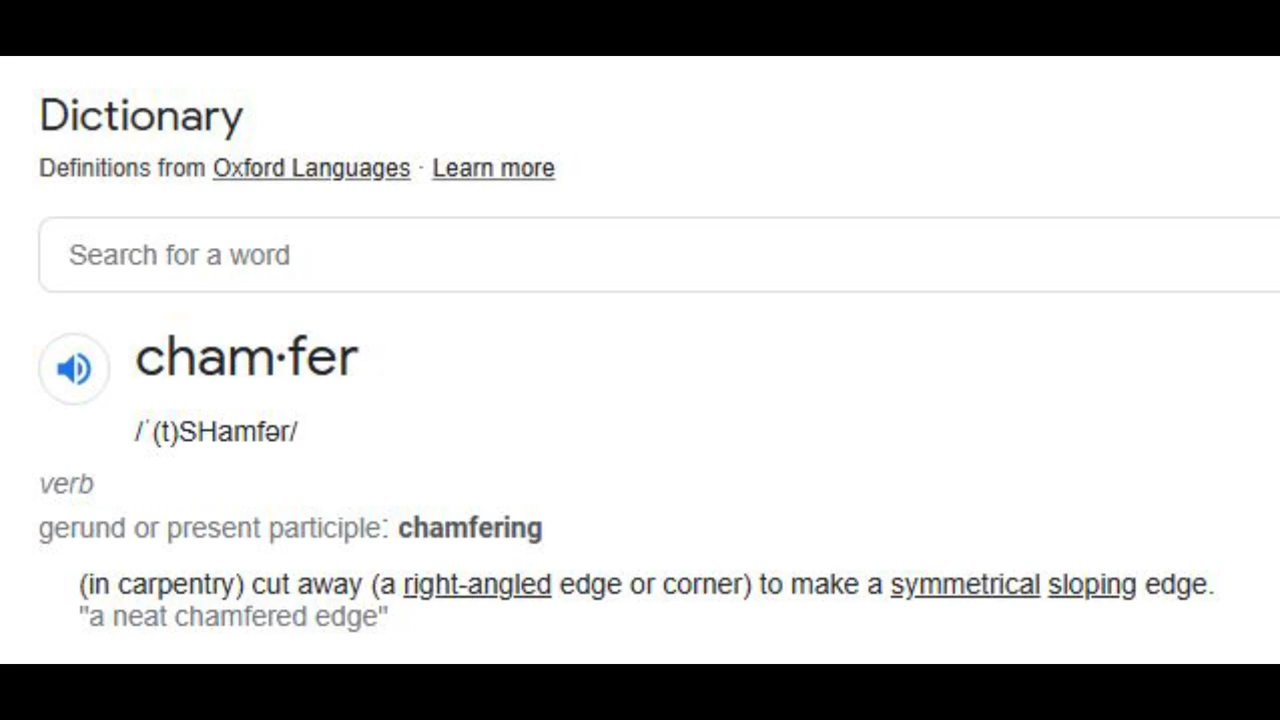 Dictionary
Definitions from Oxford Languages · Learn more
Search for a word
cham·fer
/ˈ(t)SHamfər/
verb
gerund or present participle: chamfering
(in carpentry) cut away (a right-angled edge or corner) to make a symmetrical sloping edge.
"a neat chamfered edge"